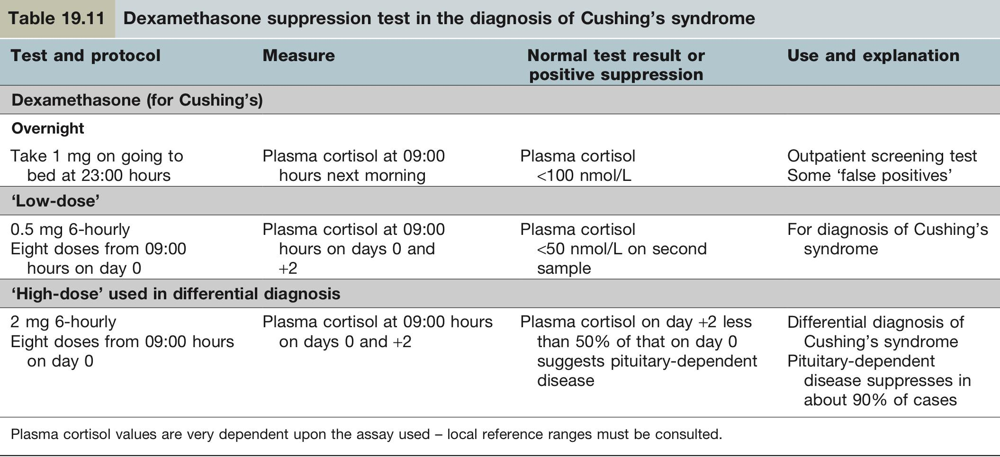 Table 19.11 Dexamethasone suppression test in the diagnosis of Cushing’s syndrome
Test and protocol
Measure
Normal test result or
positive suppression
Use and explanation
Dexamethasone (for Cushing’s)
Overnight
Take 1 mg on going to
bed at 23:00 hours
Plasma cortisol at 09:00
hours next morning
Plasma cortisol
<100 nmol/L
Outpatient screening test
Some ‘false positives’
‘Low-dose’
0.5 mg 6-hourly
Eight doses from 09:00
hours on day 0
Plasma cortisol at 09:00
hours on days 0 and
+2
Plasma cortisol
<50 nmol/L on second
sample
For diagnosis of Cushing’s
syndrome
‘High-dose’ used in differential diagnosis
2 mg 6-hourly
Eight doses from 09:00 hours
on day 0
Plasma cortisol at 09:00 hours
on days 0 and +2
Plasma cortisol on day +2 less
than 50% of that on day 0
suggests pituitary-dependent
disease
Differential diagnosis of
Cushing’s syndrome
Pituitary-dependent
disease suppresses in
about 90% of cases
Plasma cortisol values are very dependent upon the assay used – local reference ranges must be consulted.